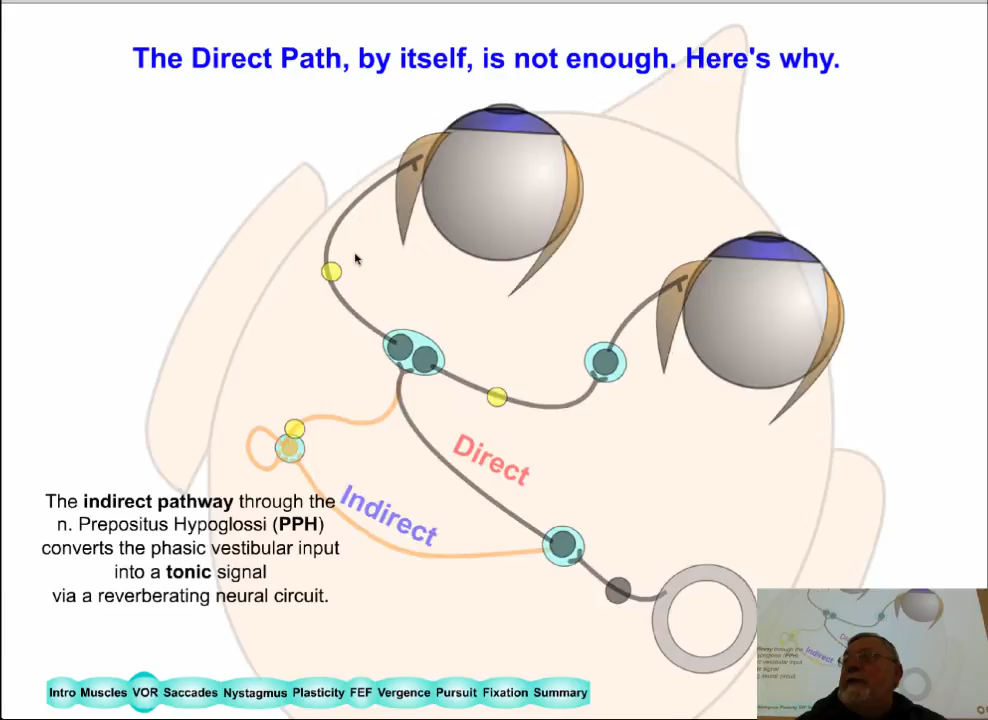 The Direct Path, by itself, is not enough. Here's why.
Direct
Indirect
The indirect pathway through the
n. Prepositus Hypoglossi (PPH)
converts the phasic vestibular input
into a tonic signal
via a reverberating neural circuit.
Intro Muscles VOR Saccades Nystagmus Plasticity FEF Vergence Pursuit Fixation Summary
Indirect